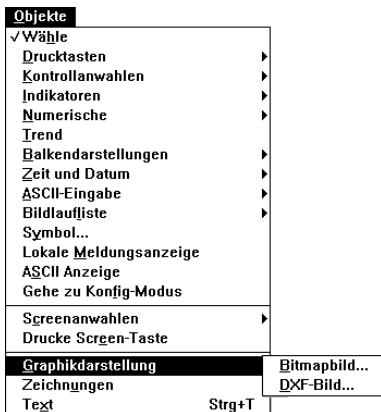 Objekte
✓Wähle
Drucktasten
Kontrollanwahlen
Indikatoren
Numerische
Trend
Balkendarstellungen
Zeit und Datum
ASCII-Eingabe
Bildlaufliste
Symbol...
Lokale Meldungsanzeige
ASCII Anzeige
Gehe zu Konfig-Modus
Screenanwahlen
Drucke Screen-Taste
Graphikdarstellung
Bitmapbild...
DXF-Bild...
Zeichnungen
Text Strg+T